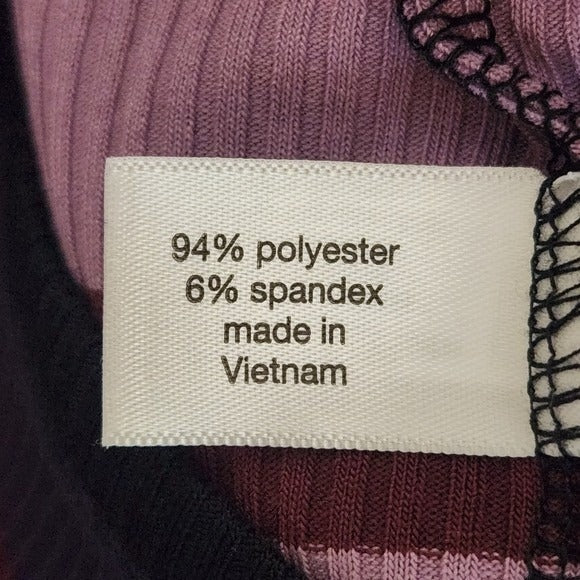 94% polyester
6% spandex
made in
Vietnam